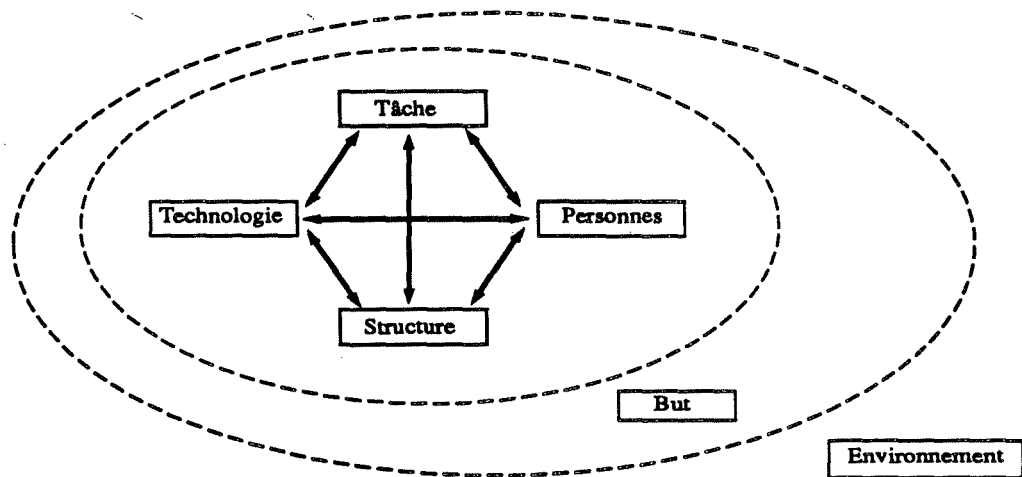 Tâche
Technologie
Personnes
Structure
But
Environnement